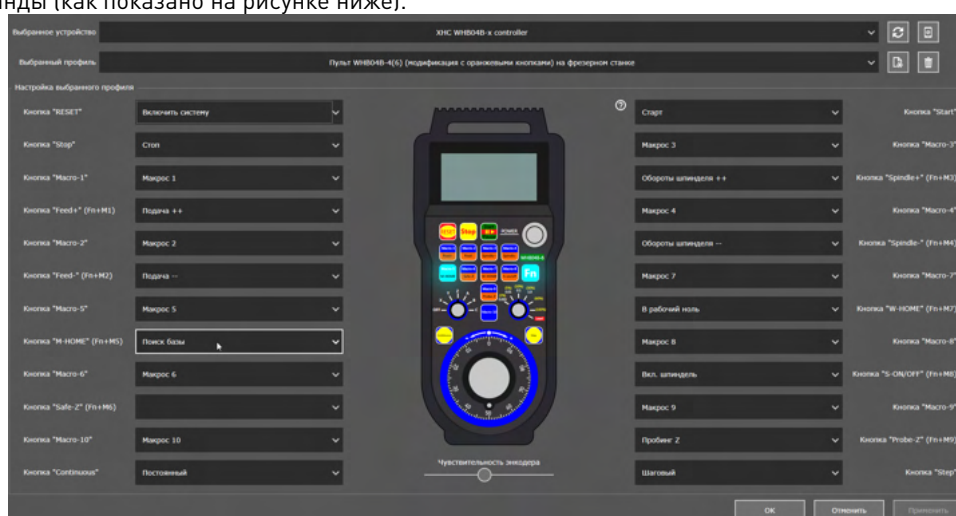 нды (как показано на рисунке ниже).
Выбранное устройство XHC WHB04B-x controller
Выбранный профиль Пульт WHB04B-4(6) (модификация с оранжевыми кнопками) на фрезерном станке
Настройка выбранного профиля
Кнопка "RESET" Включить систему Старт Кнопка "Start"
Кнопка "Stop" Стоп Макрос 3 Кнопка "Macro-3"
Кнопка "Macro-1" Макрос 1 Обороты шпинделя ++ Кнопка "Spindle+" (Fn+M3)
Кнопка "Feed+" (Fn+M1) Подача ++ Макрос 4 Кнопка "Macro-4"
RESET Stop POWER
Кнопка "Macro-2" Макрос 2 Обороты шпинделя -- Кнопка "Spindle-" (Fn+M4)
WHB04B-X
Кнопка "Feed-" (Fn+M2) Подача -- Fn Макрос 7 Кнопка "Macro-7"
Кнопка "Macro-5" Макрос 5 В рабочий ноль Кнопка "W-HOME" (Fn+M7)
Кнопка "M-HOME" (Fn+M5) Поиск базы Макрос 8 Кнопка "Macro-8"
Кнопка "Macro-6" Макрос 6 Вкл. шпиндель Кнопка "S-ON/OFF" (Fn+M8)
Кнопка "Safe-Z" (Fn+M6) Макрос 9 Кнопка "Macro-9"
Кнопка "Macro-10" Макрос 10 Пробинг Z Кнопка "Probe-Z" (Fn+M9)
Чувствительность энкодера
Кнопка "Continuous" Постоянный Шаговый Кнопка "Step"
OK Отменить Применить